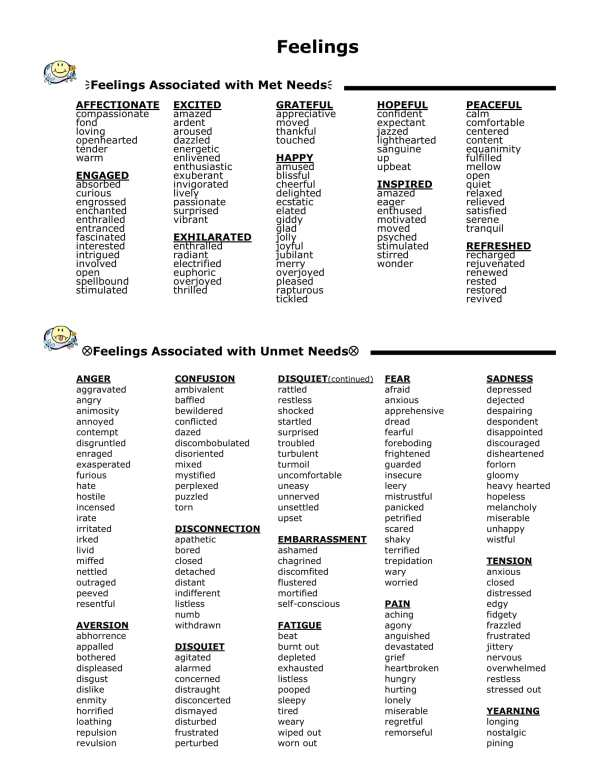 Feelings
Feelings Associated with Met Needs
AFFECTIONATE
compassionate
fond
loving
openhearted
tender
warm
ENGAGED
absorbed
curious
engrossed
enchanted
enthralled
entranced
fascinated
interested
intrigued
involved
open
spellbound
stimulated
EXCITED
amazed
ardent
aroused
dazzled
energetic
enlivened
enthusiastic
exuberant
invigorated
lively
passionate
surprised
vibrant
EXHILARATED
enthralled
radiant
electrified
euphoric
overjoyed
thrilled
GRATEFUL
appreciative
moved
thankful
touched
HAPPY
amused
blissful
cheerful
delighted
ecstatic
elated
giddy
glad
jolly
joyful
jubilant
merry
overjoyed
pleased
rapturous
tickled
HOPEFUL
confident
expectant
jazzed
lighthearted
sanguine
up
upbeat
INSPIRED
amazed
eager
enthused
motivated
moved
psyched
stimulated
stirred
wonder
PEACEFUL
calm
comfortable
centered
content
equanimity
fulfilled
mellow
open
quiet
relaxed
relieved
satisfied
serene
tranquil
REFRESHED
recharged
rejuvenated
renewed
rested
restored
revived
⊗Feelings Associated with Unmet Needs⊗
ANGER
aggravated
angry
animosity
annoyed
contempt
disgruntled
enraged
exasperated
furious
hate
hostile
incensed
irate
irritated
irked
livid
miffed
nettled
outraged
peeved
resentful
AVERSION
abhorrence
appalled
bothered
displeased
disgust
dislike
enmity
horrified
loathing
repulsion
revulsion
CONFUSION
ambivalent
baffled
bewildered
conflicted
dazed
discombobulated
disoriented
mixed
mystified
perplexed
puzzled
torn
DISCONNECTION
apathetic
bored
closed
detached
distant
indifferent
listless
numb
withdrawn
DISQUIET
agitated
alarmed
concerned
distraught
disconcerted
dismayed
disturbed
frustrated
perturbed
DISQUIET(continued)
rattled
restless
shocked
startled
surprised
troubled
turbulent
turmoil
uncomfortable
uneasy
unnerved
unsettled
upset
EMBARRASSMENT
ashamed
chagrined
discomfited
flustered
mortified
self-conscious
FATIGUE
beat
burnt out
depleted
exhausted
listless
pooped
sleepy
tired
weary
wiped out
worn out
FEAR
afraid
anxious
apprehensive
dread
fearful
foreboding
frightened
guarded
insecure
leery
mistrustful
panicked
petrified
scared
shaky
terrified
trepidation
wary
worried
PAIN
aching
agony
anguished
devastated
grief
heartbroken
hungry
hurting
lonely
miserable
regretful
remorseful
SADNESS
depressed
dejected
despairing
despondent
disappointed
discouraged
disheartened
forlorn
gloomy
heavy hearted
hopeless
melancholy
miserable
unhappy
wistful
TENSION
anxious
closed
distressed
edgy
fidgety
frazzled
frustrated
jittery
nervous
overwhelmed
restless
stressed out
YEARNING
longing
nostalgic
pining